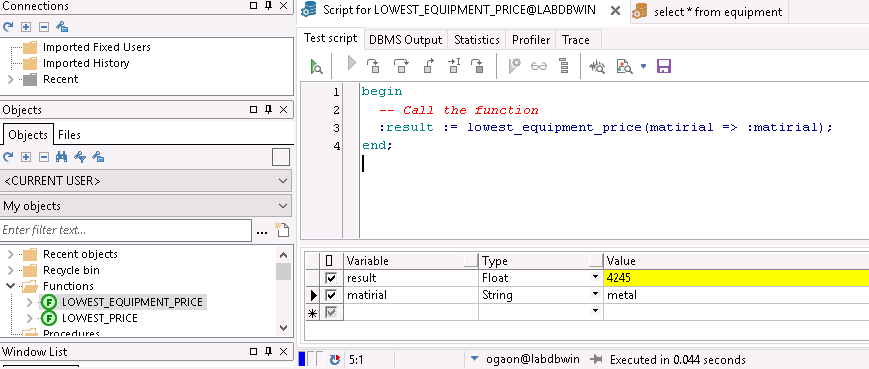 Connections
Imported Fixed Users
Imported History
Recent
Objects
Objects Files
<CURRENT USER>
My objects
Enter filter text... ...
Recent objects
Recycle bin
Functions
F LOWEST_EQUIPMENT_PRICE
F LOWEST_PRICE
Procedures
Window List
Script for LOWEST_EQUIPMENT_PRICE@LABDBWIN select * from equipment
Test script DBMS Output Statistics Profiler Trace
1 begin
2 -- Call the function
3 :result := lowest_equipment_price(matirial => :matirial);
4 end;
Variable Type Value
result Float 4245
matirial String metal
5:1 ogaon@labdbwin Executed in 0.044 seconds